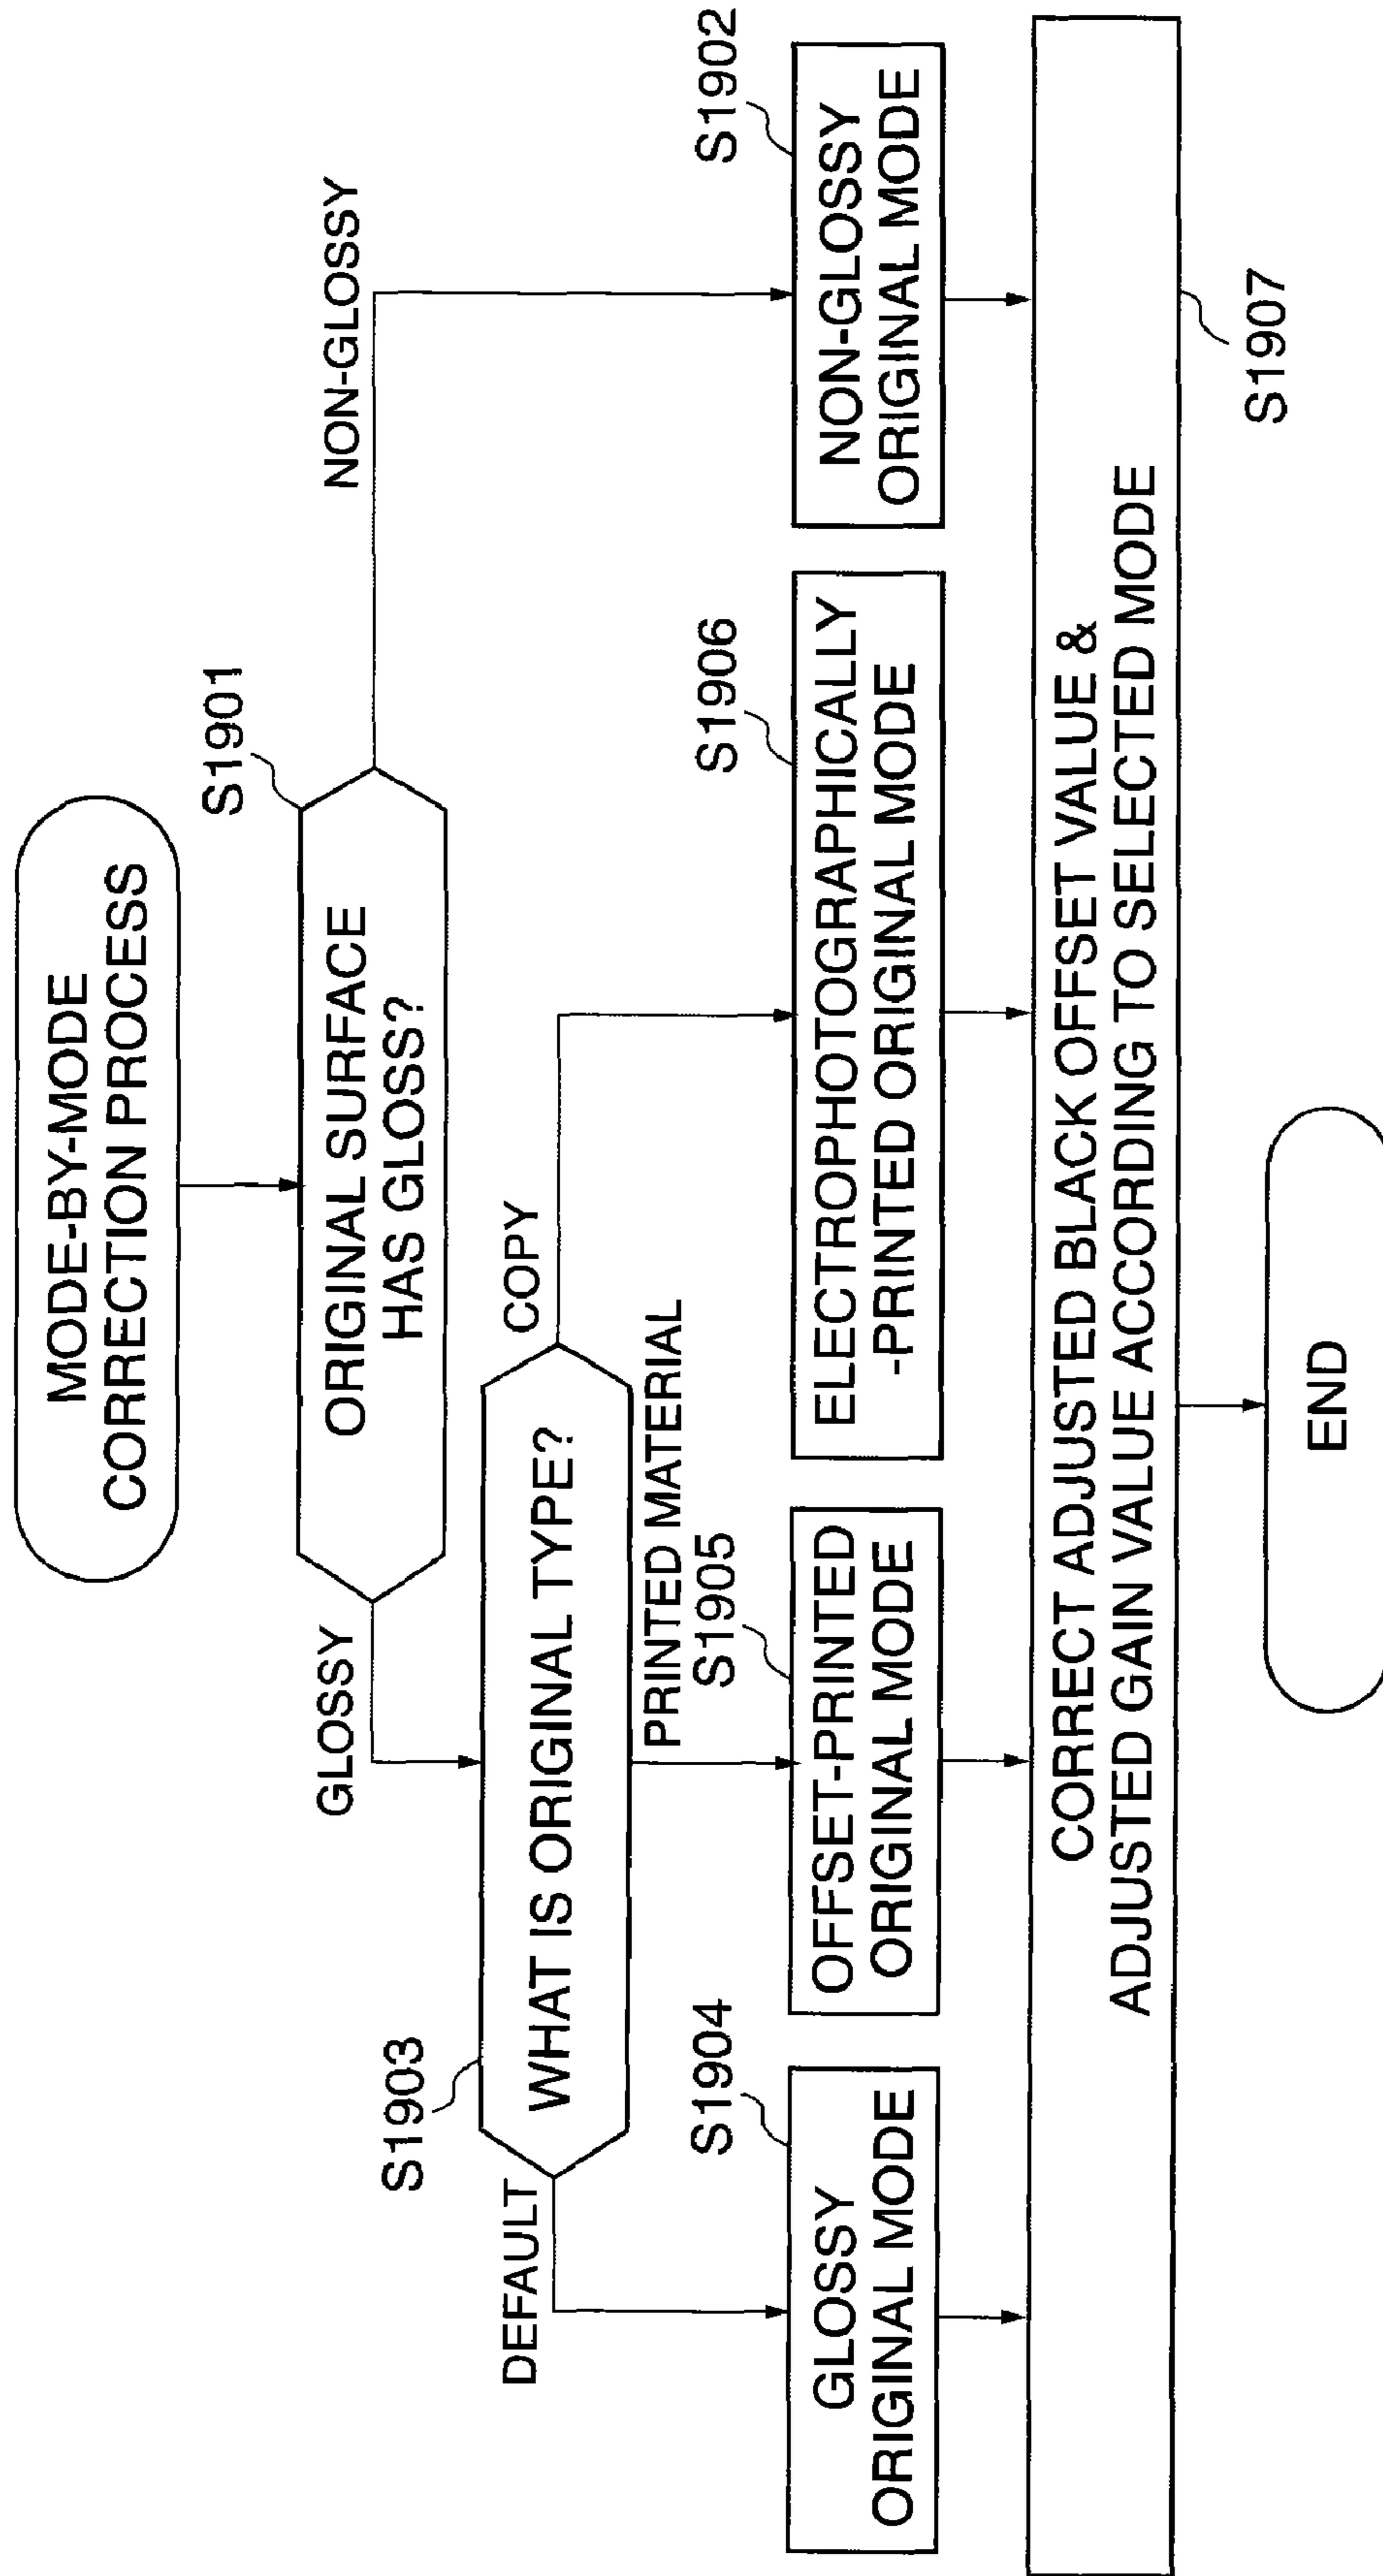 MODE-BY-MODE
CORRECTION PROCESS
S1901
ORIGINAL SURFACE
HAS GLOSS?
GLOSSY
NON-GLOSSY
S1903
WHAT IS ORIGINAL TYPE?
DEFAULT
PRINTED MATERIAL
COPY
S1904
GLOSSY
ORIGINAL MODE
S1905
OFFSET-PRINTED
ORIGINAL MODE
S1906
ELECTROPHOTOGRAPHICALLY
-PRINTED ORIGINAL MODE
S1902
NON-GLOSSY
ORIGINAL MODE
CORRECT ADJUSTED BLACK OFFSET VALUE &
ADJUSTED GAIN VALUE ACCORDING TO SELECTED MODE
S1907
END